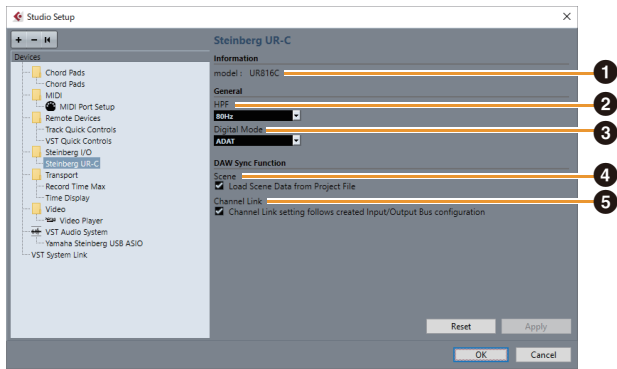 Studio Setup
+ -
Devices
Chord Pads
Chord Pads
MIDI
MIDI Port Setup
Remote Devices
Track Quick Controls
VST Quick Controls
Steinberg I/O
Steinberg UR-C
Transport
Record Time Max
Time Display
Video
Video Player
VST Audio System
Yamaha Steinberg USB ASIO
VST System Link
Steinberg UR-C
Information
model : UR816C
General
HPF
80Hz
Digital Mode
ADAT
DAW Sync Function
Scene
Load Scene Data from Project File
Channel Link
Channel Link setting follows created Input/Output Bus configuration
Reset
Apply
OK
Cancel
1
2
3
4
5